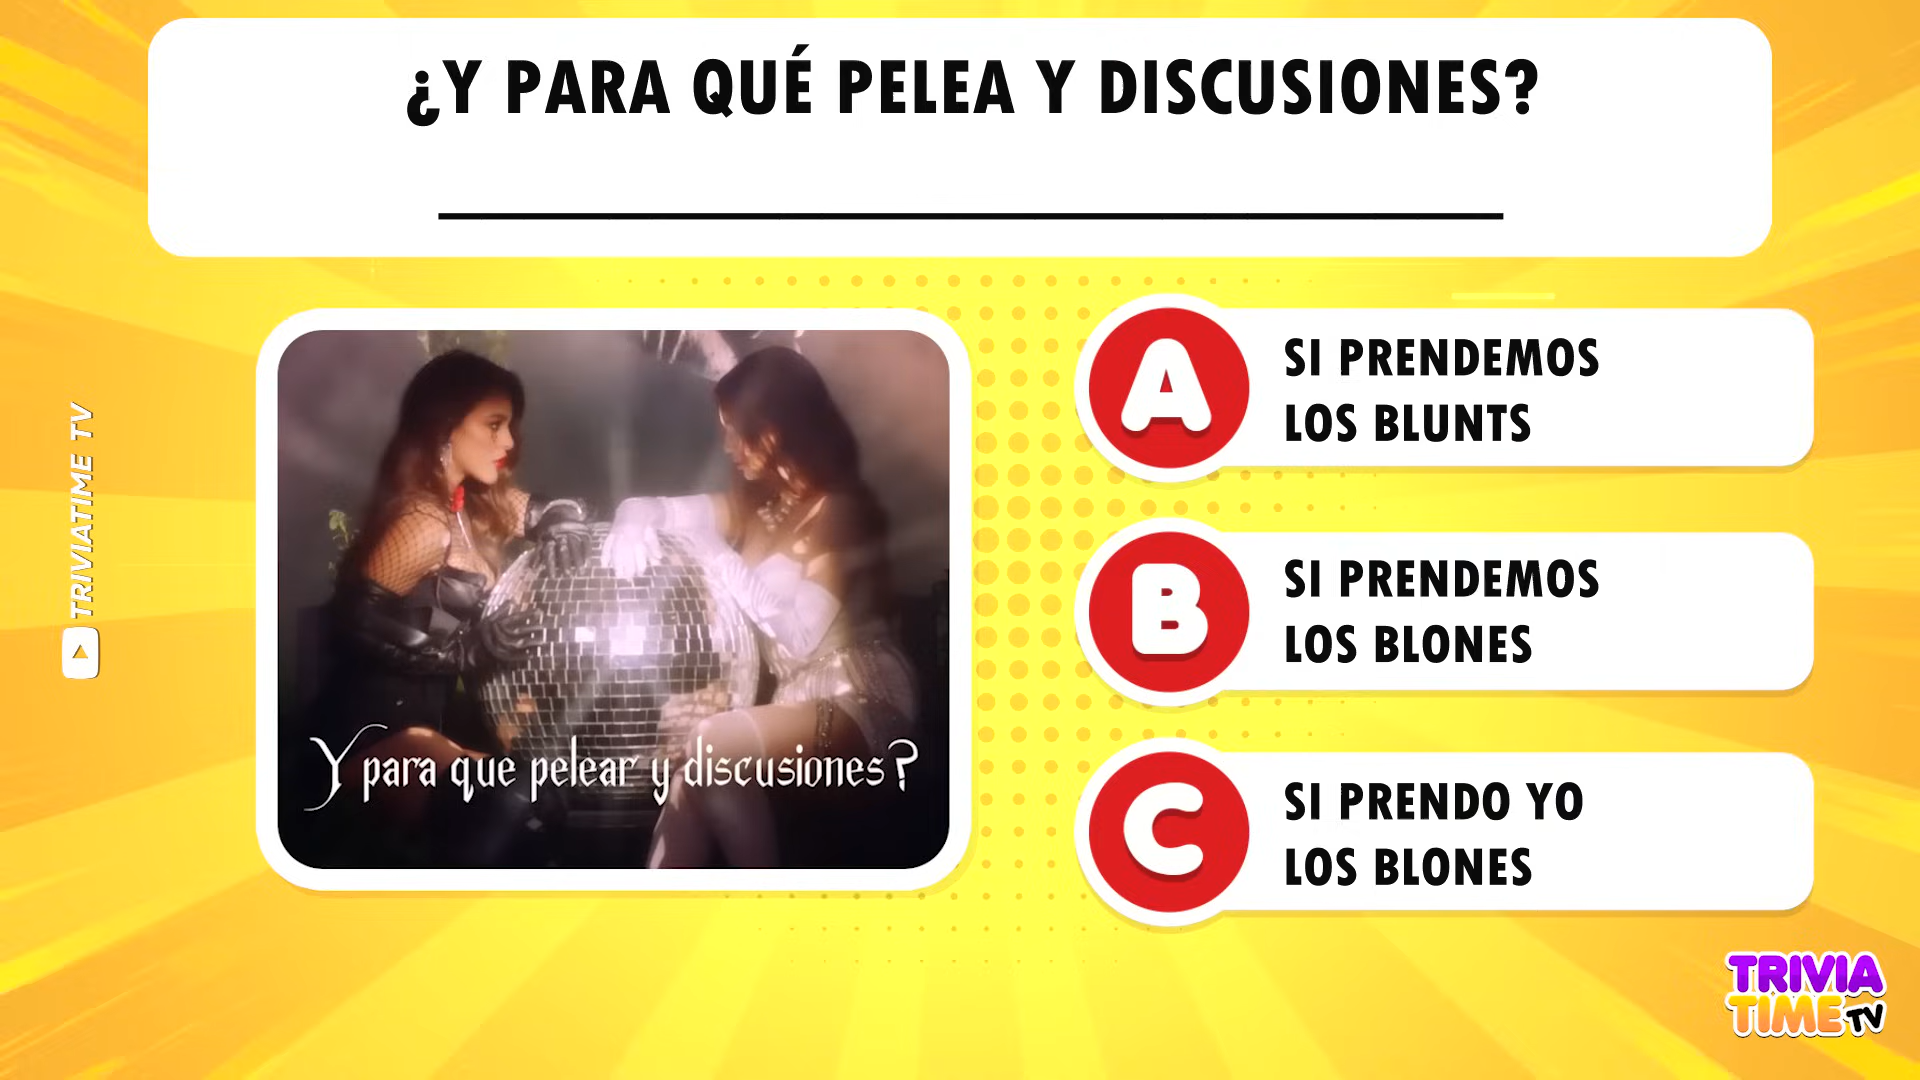 ¿Y PARA QUÉ PELEA Y DISCUSIONES?
TRIVIATIME TV
Y para que pelear y discusiones?
A
SI PRENDEMOS
LOS BLUNTS
B
SI PRENDEMOS
LOS BLONES
C
SI PRENDO YO
LOS BLONES
TRIVIA
TIME TV